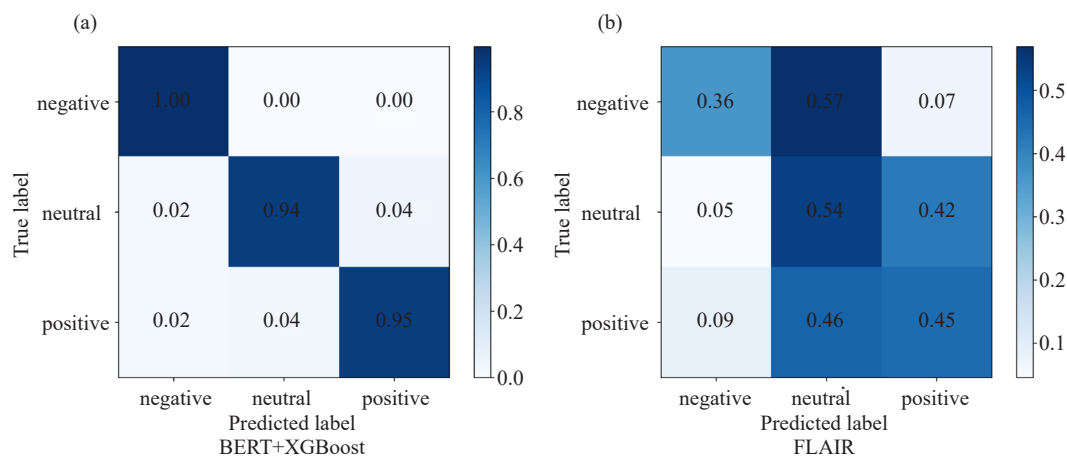 (a)
True label
negative
neutral
positive
1.00 0.00 0.00
0.02 0.94 0.04
0.02 0.04 0.95
negative neutral positive
Predicted label
BERT+XGBoost
0.8
0.6
0.4
0.2
0.0
(b)
True label
negative
neutral
positive
0.36 0.57 0.07
0.05 0.54 0.42
0.09 0.46 0.45
negative neutral positive
Predicted label
FLAIR
0.5
0.4
0.3
0.2
0.1